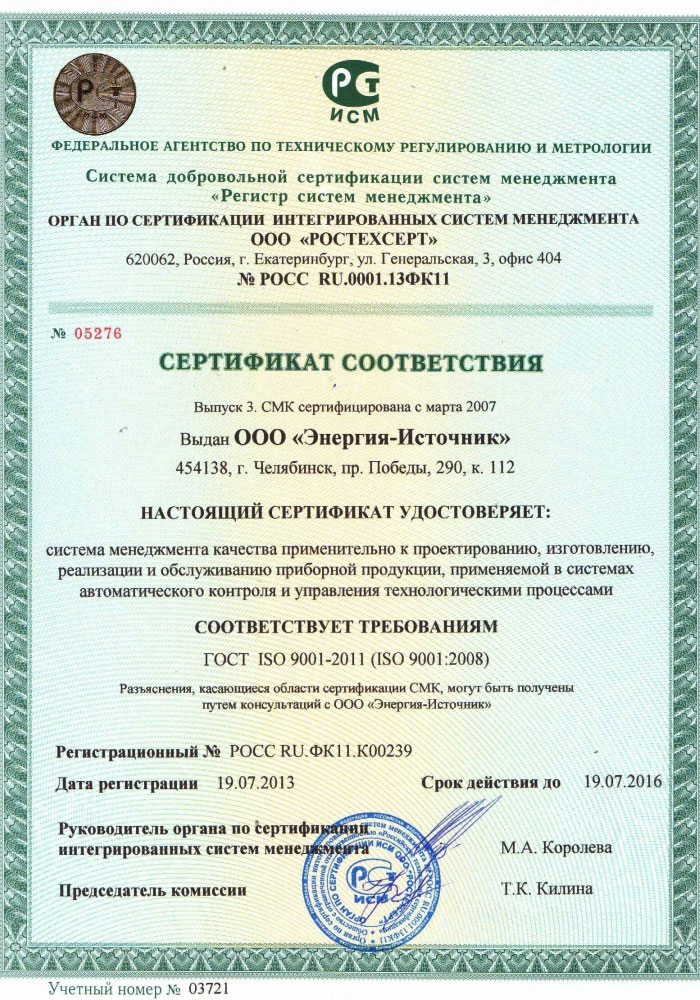 РСТ
ИСМ
РСТ
ИСМ
ФЕДЕРАЛЬНОЕ АГЕНТСТВО ПО ТЕХНИЧЕСКОМУ РЕГУЛИРОВАНИЮ И МЕТРОЛОГИИ
Система добровольной сертификации систем менеджмента
«Регистр систем менеджмента»
ОРГАН ПО СЕРТИФИКАЦИИ ИНТЕГРИРОВАННЫХ СИСТЕМ МЕНЕДЖМЕНТА
ООО «РОСТЕХСЕРТ»
620062, Россия, г. Екатеринбург, ул. Генеральская, 3, офис 404
№ РОСС RU.0001.13ФК11
№ 05276
СЕРТИФИКАТ СООТВЕТСТВИЯ
Выпуск 3. СМК сертифицирована с марта 2007
Выдан ООО «Энергия-Источник»
454138, г. Челябинск, пр. Победы, 290, к. 112
НАСТОЯЩИЙ СЕРТИФИКАТ УДОСТОВЕРЯЕТ:
система менеджмента качества применительно к проектированию, изготовлению,
реализации и обслуживанию приборной продукции, применяемой в системах
автоматического контроля и управления технологическими процессами
СООТВЕТСТВУЕТ ТРЕБОВАНИЯМ
ГОСТ ISO 9001-2011 (ISO 9001:2008)
Разъяснения, касающиеся области сертификации СМК, могут быть получены
путем консультаций с ООО «Энергия-Источник»
Регистрационный № РОСС RU.ФК11.К00239
Дата регистрации 19.07.2013 Срок действия до 19.07.2016
Руководитель органа по сертификации
интегрированных систем менеджмента М.А. Королева
Председатель комиссии Т.К. Килина
РСТ
ИСМ
Учетный номер № 03721